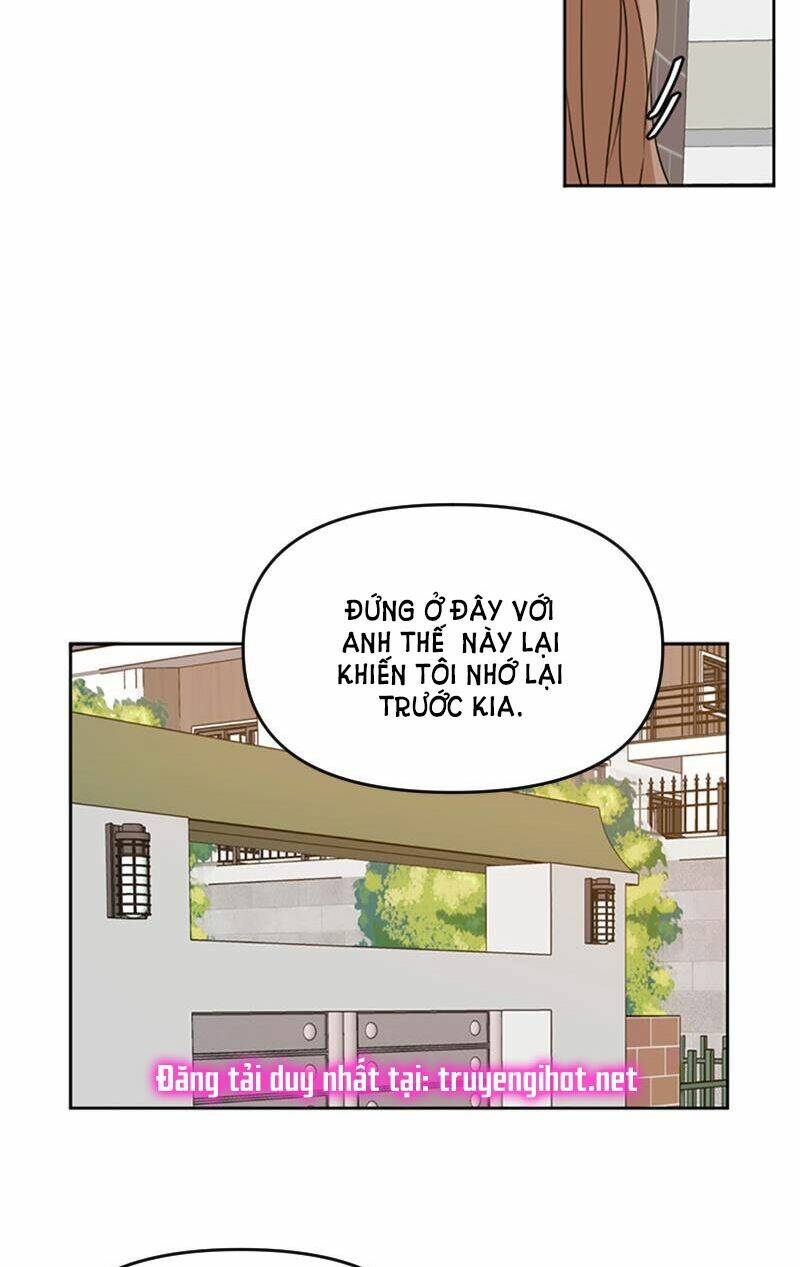 ĐỨNG Ở ĐÂY VỚI
ANH THẾ NÀY LẠI
KHIẾN TÔI NHỚ LẠI
TRƯỚC KIA.
Đăng tải duy nhất tại: truyengihot.net